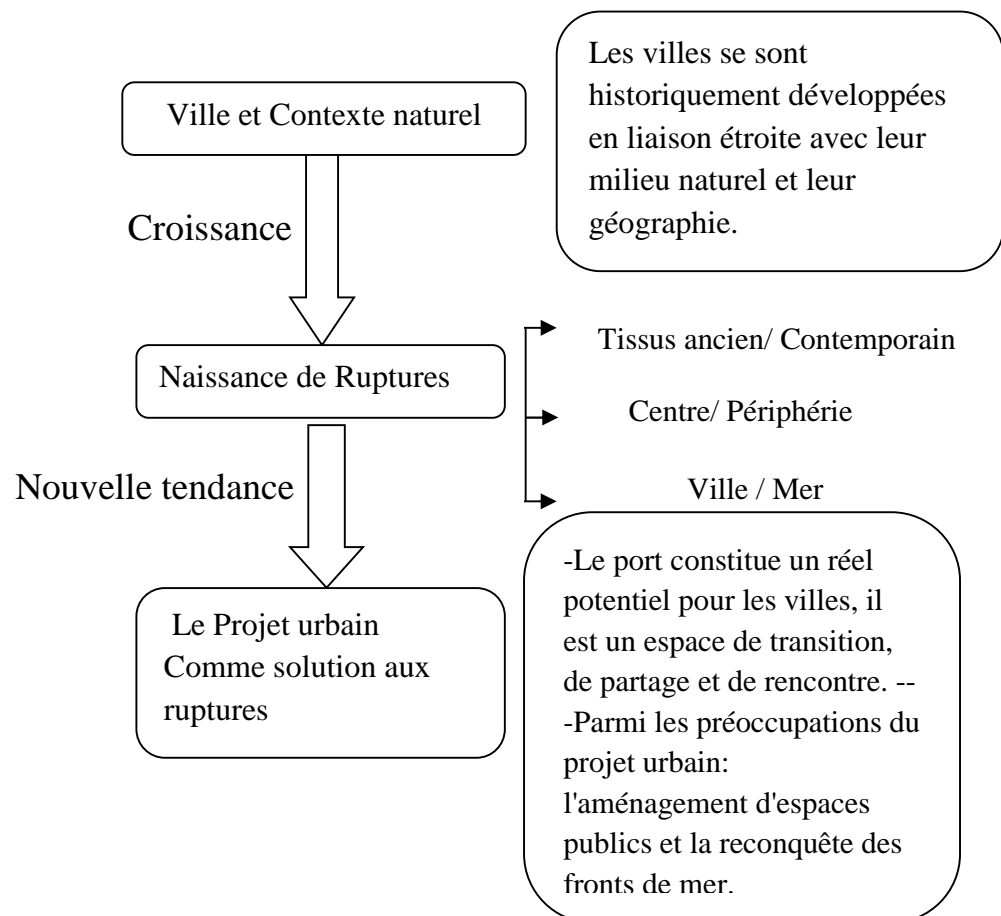 Ville et Contexte naturel
Les villes se sont
historiquement développées
en liaison étroite avec leur
milieu naturel et leur
géographie.
Croissance
Naissance de Ruptures
Tissus ancien/ Contemporain
Centre/ Périphérie
Ville / Mer
Nouvelle tendance
Le Projet urbain
Comme solution aux
ruptures
-Le port constitue un réel
potentiel pour les villes, il
est un espace de transition,
de partage et de rencontre. --
-Parmi les préoccupations du
projet urbain:
l'aménagement d'espaces
publics et la reconquête des
fronts de mer.